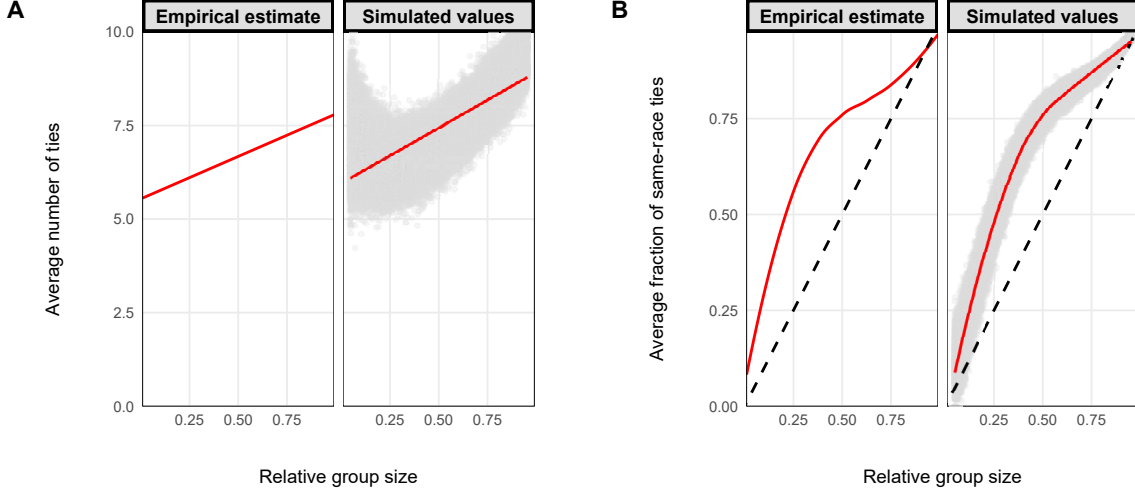 A
Empirical estimate
Simulated values
Average number of ties
10.0
7.5
5.0
2.5
0.0
0.25 0.50 0.75
0.25 0.50 0.75
Relative group size
B
Empirical estimate
Simulated values
Average fraction of same-race ties
0.75
0.50
0.25
0.00
0.25 0.50 0.75
0.25 0.50 0.75
Relative group size